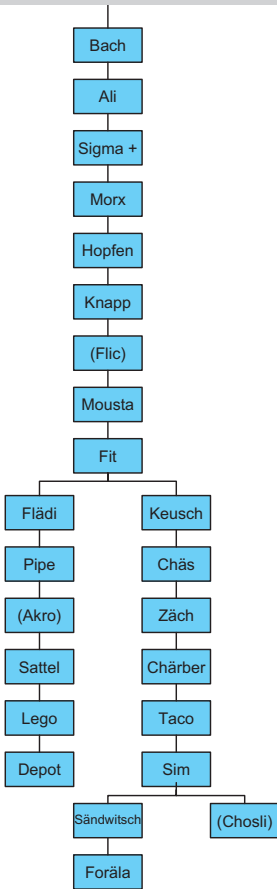 Bach
Ali
Sigma +
Morx
Hopfen
Knapp
(Flic)
Mousta
Fit
Flädi
Keusch
Pipe
Chäs
(Akro)
Zäch
Sattel
Chärber
Lego
Taco
Depot
Sim
Sändwitsch
(Chosli)
Foräla